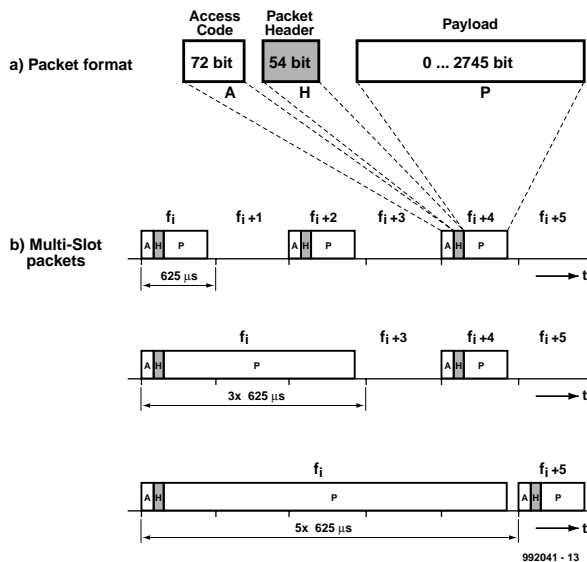 Access Code
Packet Header
Payload
a) Packet format
72 bit
54 bit
0 ... 2745 bit
A
H
P
b) Multi-Slot packets
fi
fi+1
fi+2
fi+3
fi+4
fi+5
A H P
A H P
A H P
625 µs
t
fi
fi+3
fi+4
fi+5
A H P
A H P
3x 625 µs
t
fi
fi+5
A H P
A H P
5x 625 µs
t
992041 - 13